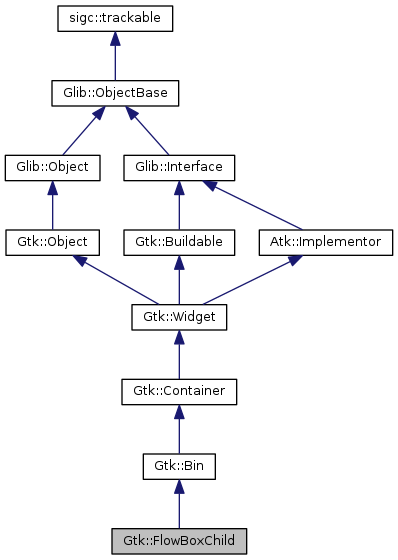 sigc::trackable
Glib::ObjectBase
Glib::Object
Glib::Interface
Gtk::Object
Gtk::Buildable
Atk::Implementor
Gtk::Widget
Gtk::Container
Gtk::Bin
Gtk::FlowBoxChild